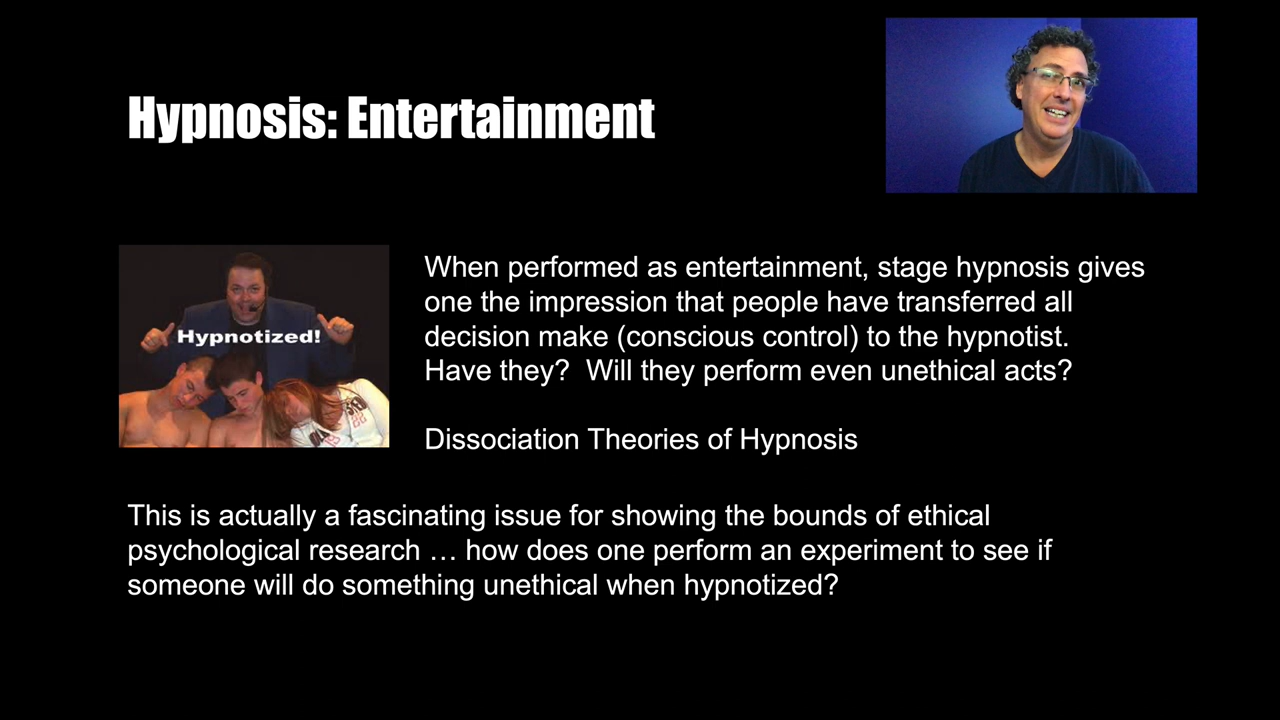 Hypnosis: Entertainment
Hypnotized!
When performed as entertainment, stage hypnosis gives
one the impression that people have transferred all
decision make (conscious control) to the hypnotist.
Have they?  Will they perform even unethical acts?
Dissociation Theories of Hypnosis
This is actually a fascinating issue for showing the bounds of ethical
psychological research … how does one perform an experiment to see if
someone will do something unethical when hypnotized?